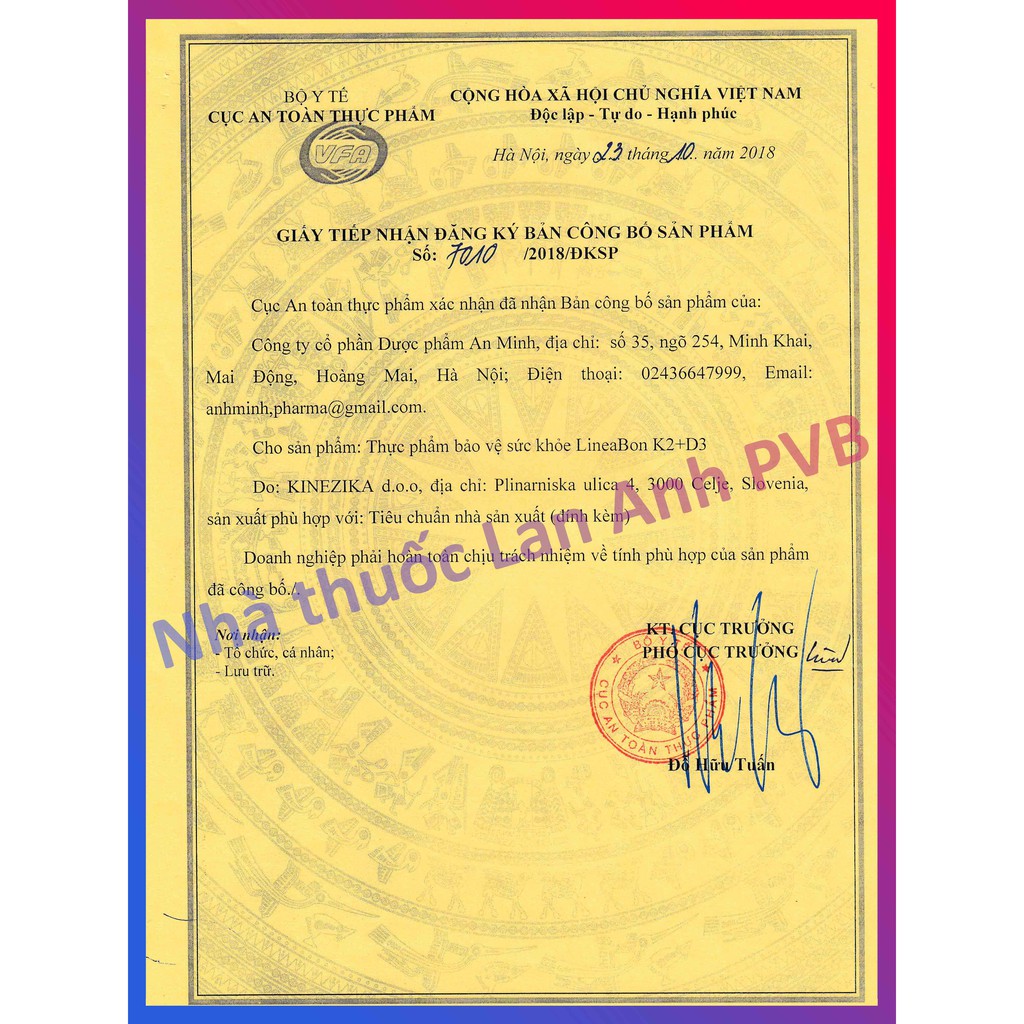 BỘ Y TẾ
CỤC AN TOÀN THỰC PHẨM
VFA
CỘNG HÒA XÃ HỘI CHỦ NGHĨA VIỆT NAM
Độc lập - Tự do - Hạnh phúc
Hà Nội, ngày 23 tháng 10.. năm 2018
GIẤY TIẾP NHẬN ĐĂNG KÝ BẢN CÔNG BỐ SẢN PHẨM
Số: 7010 /2018/ĐKSP
Cục An toàn thực phẩm xác nhận đã nhận Bản công bố sản phẩm của:
Công ty cổ phần Dược phẩm An Minh, địa chỉ: số 35, ngõ 254, Minh Khai,
Mai Động, Hoàng Mai, Hà Nội; Điện thoại: 02436647999, Email:
anhminh,pharma@gmail.com.
Cho sản phẩm: Thực phẩm bảo vệ sức khỏe LineaBon K2+D3
Do: KINEZIKA d.o.o, địa chỉ: Plinarniska ulica 4, 3000 Celje, Slovenia,
sản xuất phù hợp với: Tiêu chuẩn nhà sản xuất (đính kèm)
Doanh nghiệp phải hoàn toàn chịu trách nhiệm về tính phù hợp của sản phẩm
đã công bố./.
Nhà thuốc Lan Anh PVB
Nơi nhận:
- Tổ chức, cá nhân;
- Lưu trữ.
KT. CỤC TRƯỞNG
PHÓ CỤC TRƯỞNG
BỘ Y TẾ
CỤC AN TOÀN THỰC PHẨM
Đỗ Hữu Tuấn